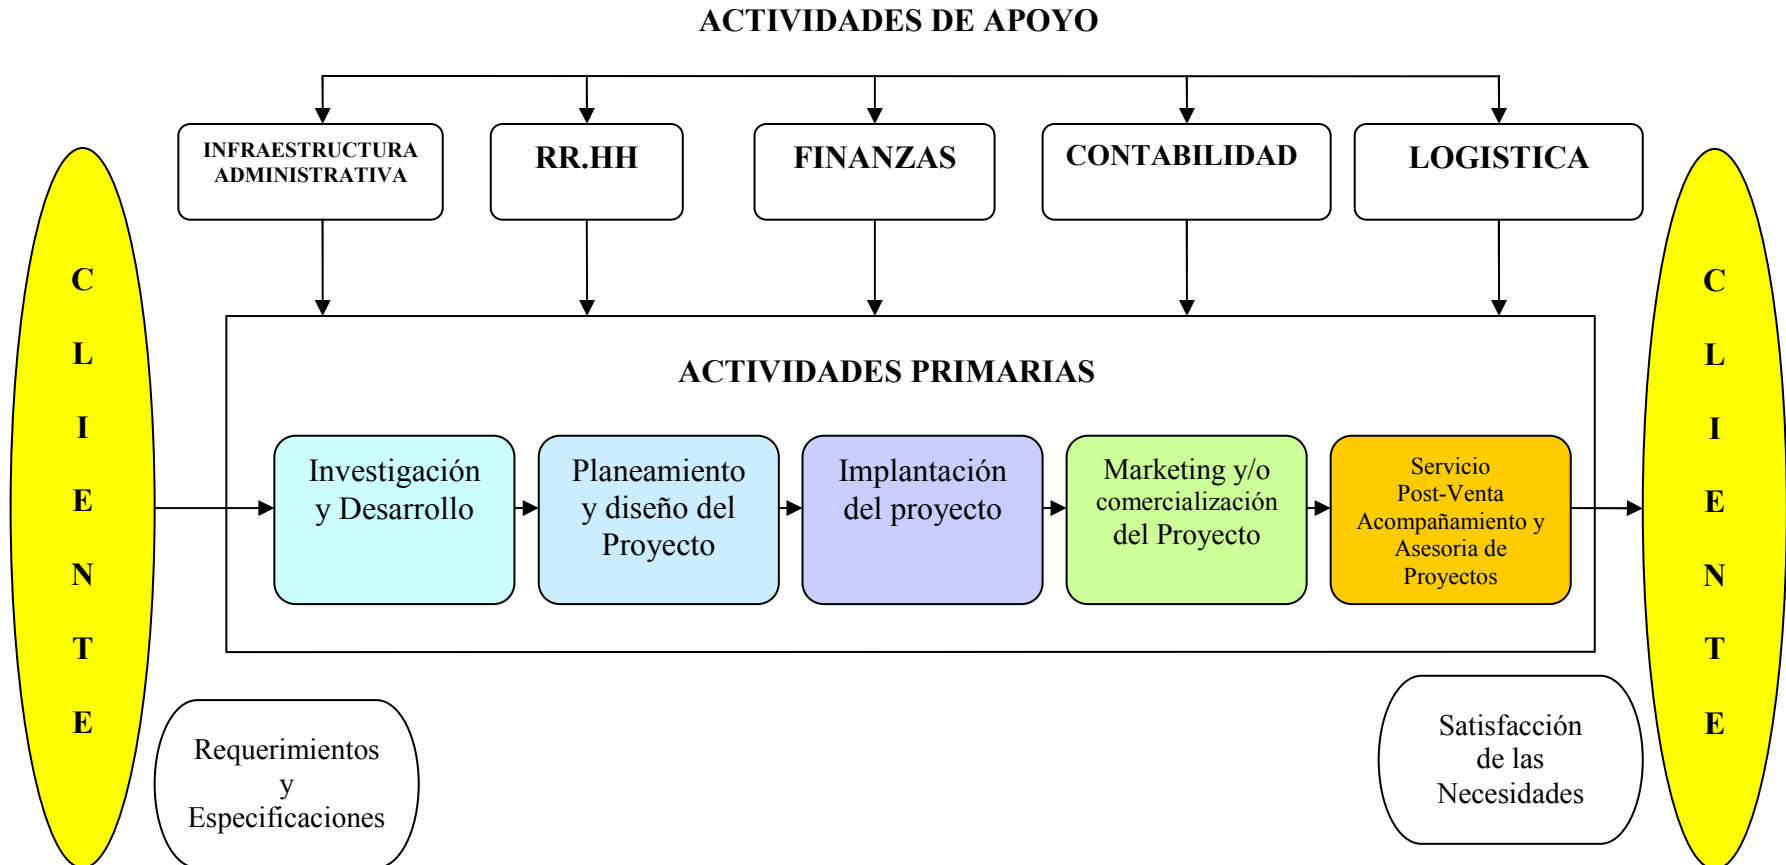 ACTIVIDADES DE APOYO
INFRAESTRUCTURA
ADMINISTRATIVA
RR.HH
FINANZAS
CONTABILIDAD
LOGISTICA
C
L
I
E
N
T
E
ACTIVIDADES PRIMARIAS
Investigación
y Desarrollo
Planeamiento
y diseño del
Proyecto
Implantación
del proyecto
Marketing y/o
comercialización
del Proyecto
Servicio
Post-Venta
Acompañamiento y
Asesoria de
Proyectos
C
L
I
E
N
T
E
Requerimientos
y
Especificaciones
Satisfacción
de las
Necesidades